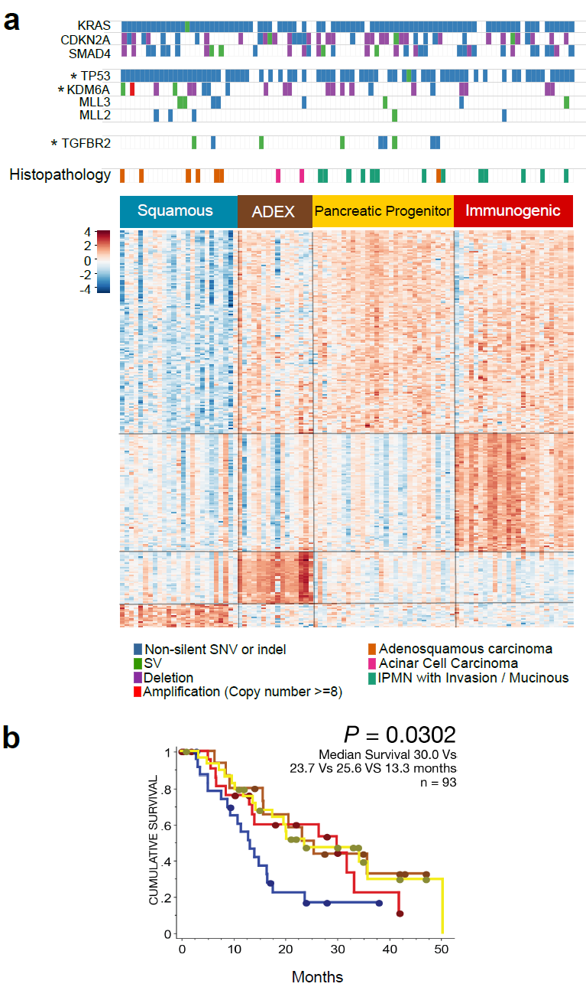 a
KRAS
CDKN2A
SMAD4
* TP53
* KDM6A
MLL3
MLL2
* TGFBR2
Histopathology
Squamous ADEX Pancreatic Progenitor Immunogenic
4
2
0
-2
-4
Non-silent SNV or indel
SV
Deletion
Amplification (Copy number >=8)
Adenosquamous carcinoma
Acinar Cell Carcinoma
IPMN with Invasion / Mucinous
b
P = 0.0302
Median Survival 30.0 Vs
23.7 Vs 25.6 VS 13.3 months
n = 93
CUMULATIVE SURVIVAL
1
.8
.6
.4
.2
0
0 10 20 30 40 50
Months